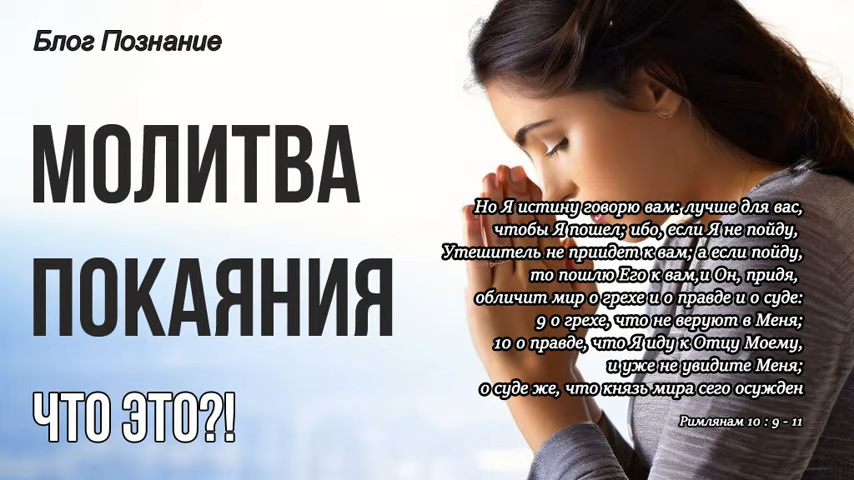 Блог Познание
МОЛИТВА
ПОКАЯНИЯ
ЧТО ЭТО?!
Но Я истину говорю вам: лучше для вас,
чтобы Я пошел; ибо, если Я не пойду,
Утешитель не приидет к вам; а если пойду,
то пошлю Его к вам,и Он, придя,
обличит мир о грехе и о правде и о суде:
9 о грехе, что не веруют в Меня;
10 о правде, что Я иду к Отцу Моему,
и уже не увидите Меня;
о суде же, что князь мира сего осужден
Римлянам 10 : 9 - 11